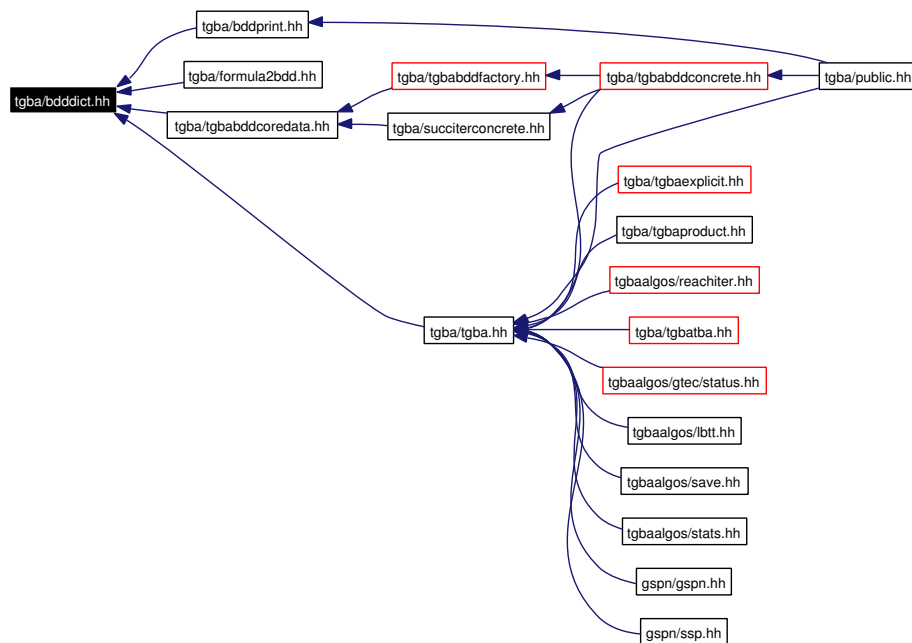 tgba/bddprint.hh
tgba/formula2bdd.hh
tgba/tgbabddfactory.hh
tgba/tgbabddconcrete.hh
tgba/public.hh
tgba/bdddict.hh
tgba/tgbabddcoredata.hh
tgba/succiterconcrete.hh
tgba/tgbaexplicit.hh
tgba/tgbaproduct.hh
tgbaalgos/reachiter.hh
tgba/tgba.hh
tgba/tgbatba.hh
tgbaalgos/gtec/status.hh
tgbaalgos/lbtt.hh
tgbaalgos/save.hh
tgbaalgos/stats.hh
gspn/gspn.hh
gspn/ssp.hh